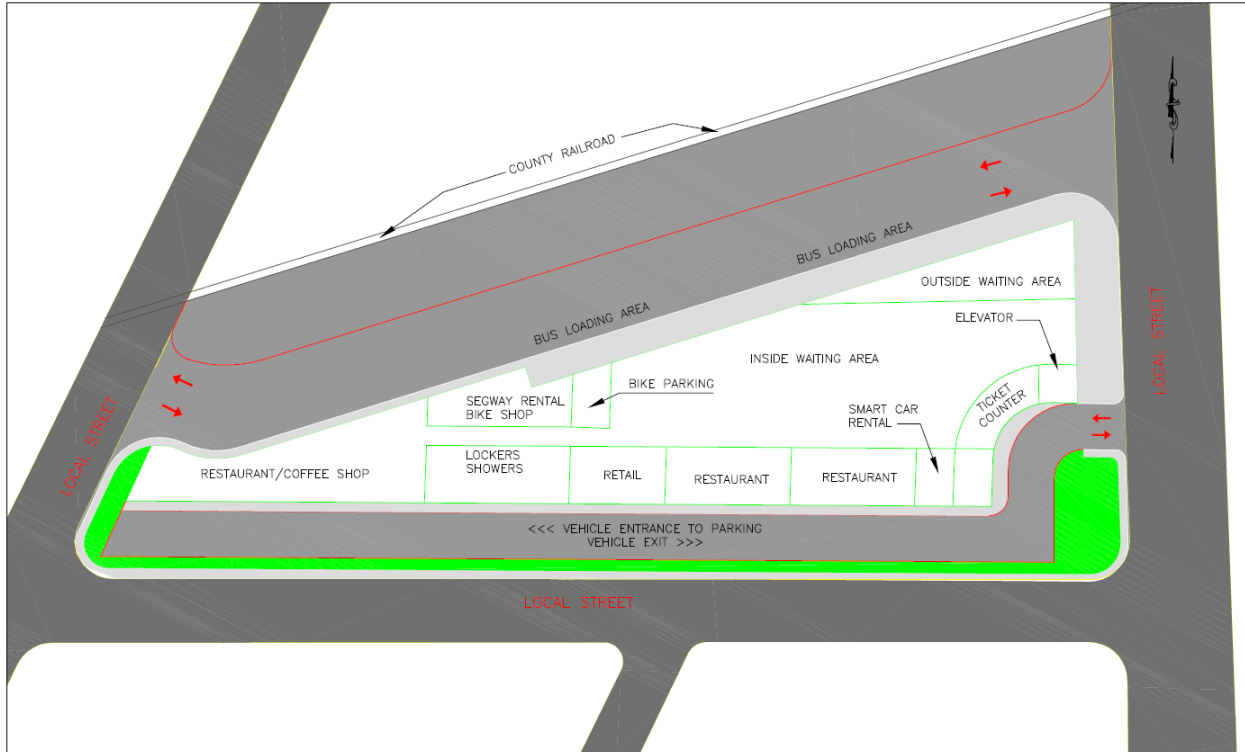 COUNTY RAILROAD
BUS LOADING AREA
OUTSIDE WAITING AREA
ELEVATOR
BUS LOADING AREA
INSIDE WAITING AREA
LOCAL STREET
BIKE PARKING
SEGWAY RENTAL
BIKE SHOP
TICKET
COUNTER
SMART CAR
RENTAL
LOCAL STREET
RESTAURANT/COFFEE SHOP
LOCKERS
SHOWERS
RETAIL
RESTAURANT
RESTAURANT
<<< VEHICLE ENTRANCE TO PARKING
VEHICLE EXIT >>>
LOCAL STREET